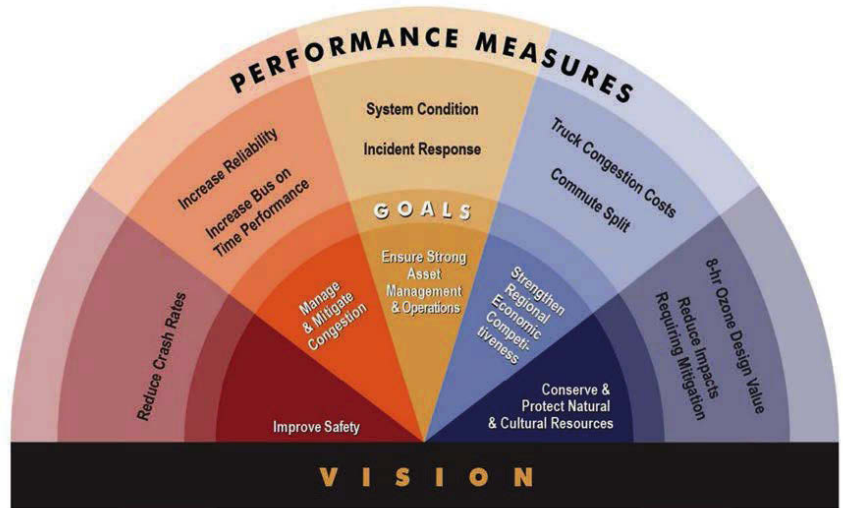 PERFORMANCE MEASURES
Reduce Crash Rates
Increase Reliability
Increase Bus on
Time Performance
System Condition
Incident Response
Truck Congestion Costs
Commute Split
8-hr Ozone Design Value
Reduce Impacts
Requiring Mitigation
GOALS
Improve Safety
Manage
& Mitigate
Congestion
Ensure Strong
Asset
Management
& Operations
Strengthen
Regional
Economic
Competi-
tiveness
Conserve &
Protect Natural
& Cultural Resources
VISION